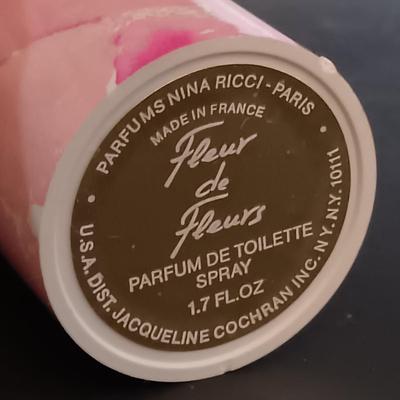 PARFUMS NINA RICCI - PARIS
MADE IN FRANCE
Fleur
de
Fleurs
PARFUM DE TOILETTE
SPRAY
1.7 FL.OZ
U.S.A. DIST. JACQUELINE COCHRAN INC. N.Y. N.Y. 10111